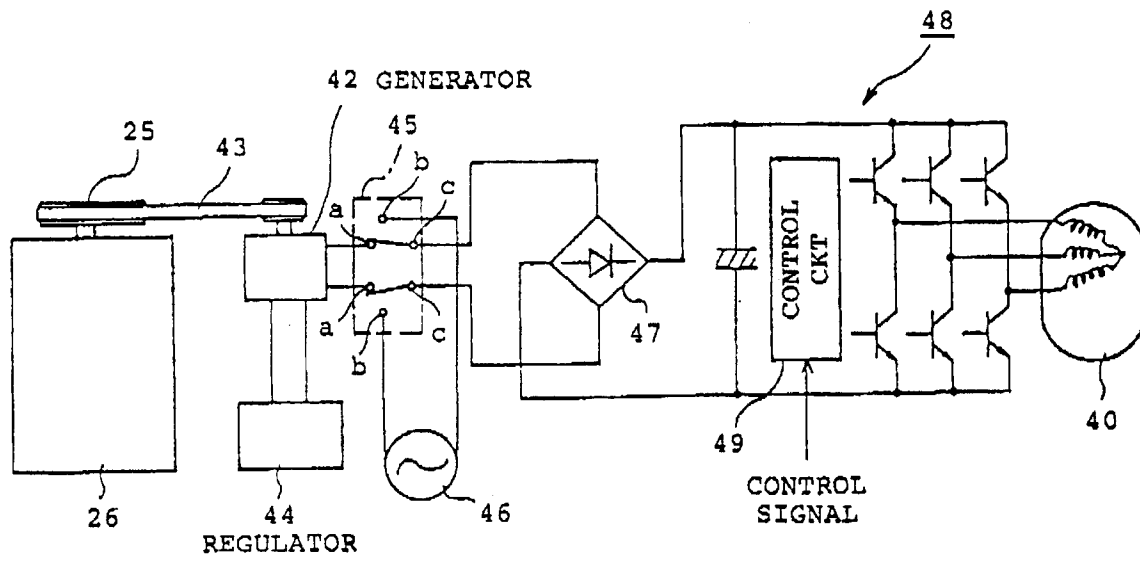 48
42 GENERATOR
25
43
45
b
c
a
a
b
c
47
CONTROL
CKT
49
40
26
44
REGULATOR
46
CONTROL
SIGNAL